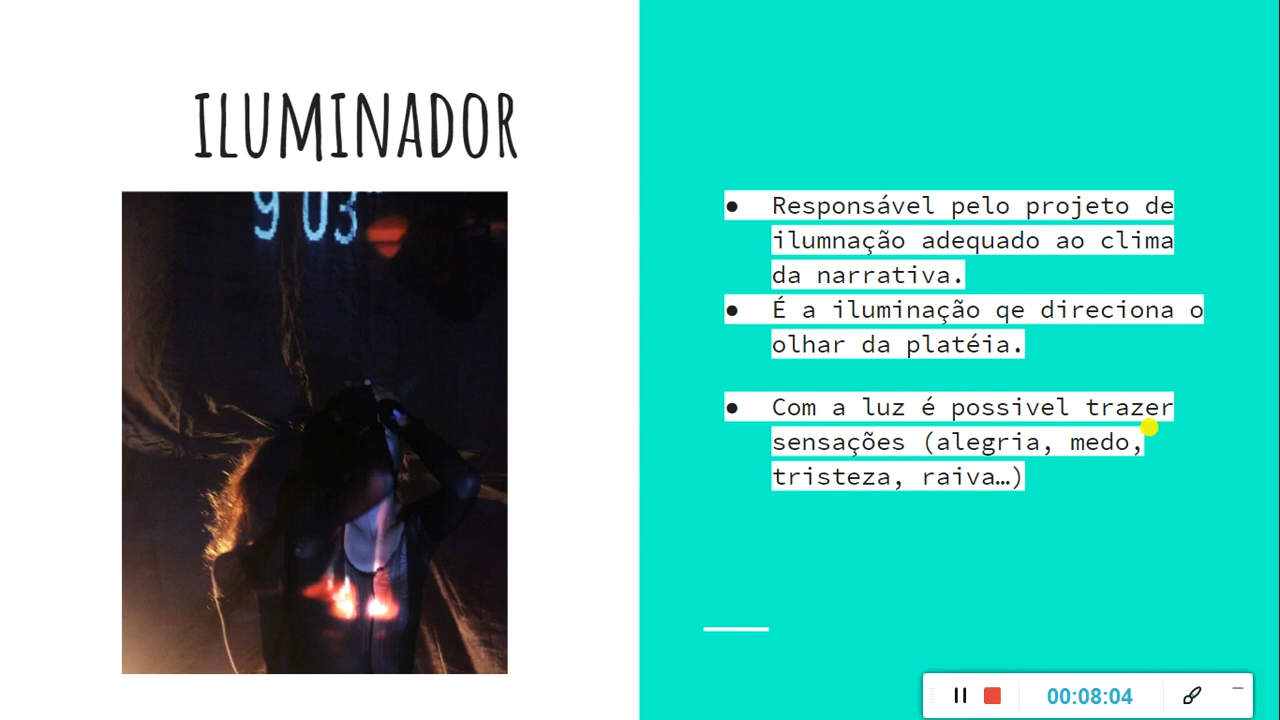 ILUMINADOR
9 03
● Responsável pelo projeto de
ilumnação adequado ao clima
da narrativa.
● É a iluminação qe direciona o
olhar da platéia.
● Com a luz é possivel trazer
sensações (alegria, medo,
tristeza, raiva…)
00:08:04